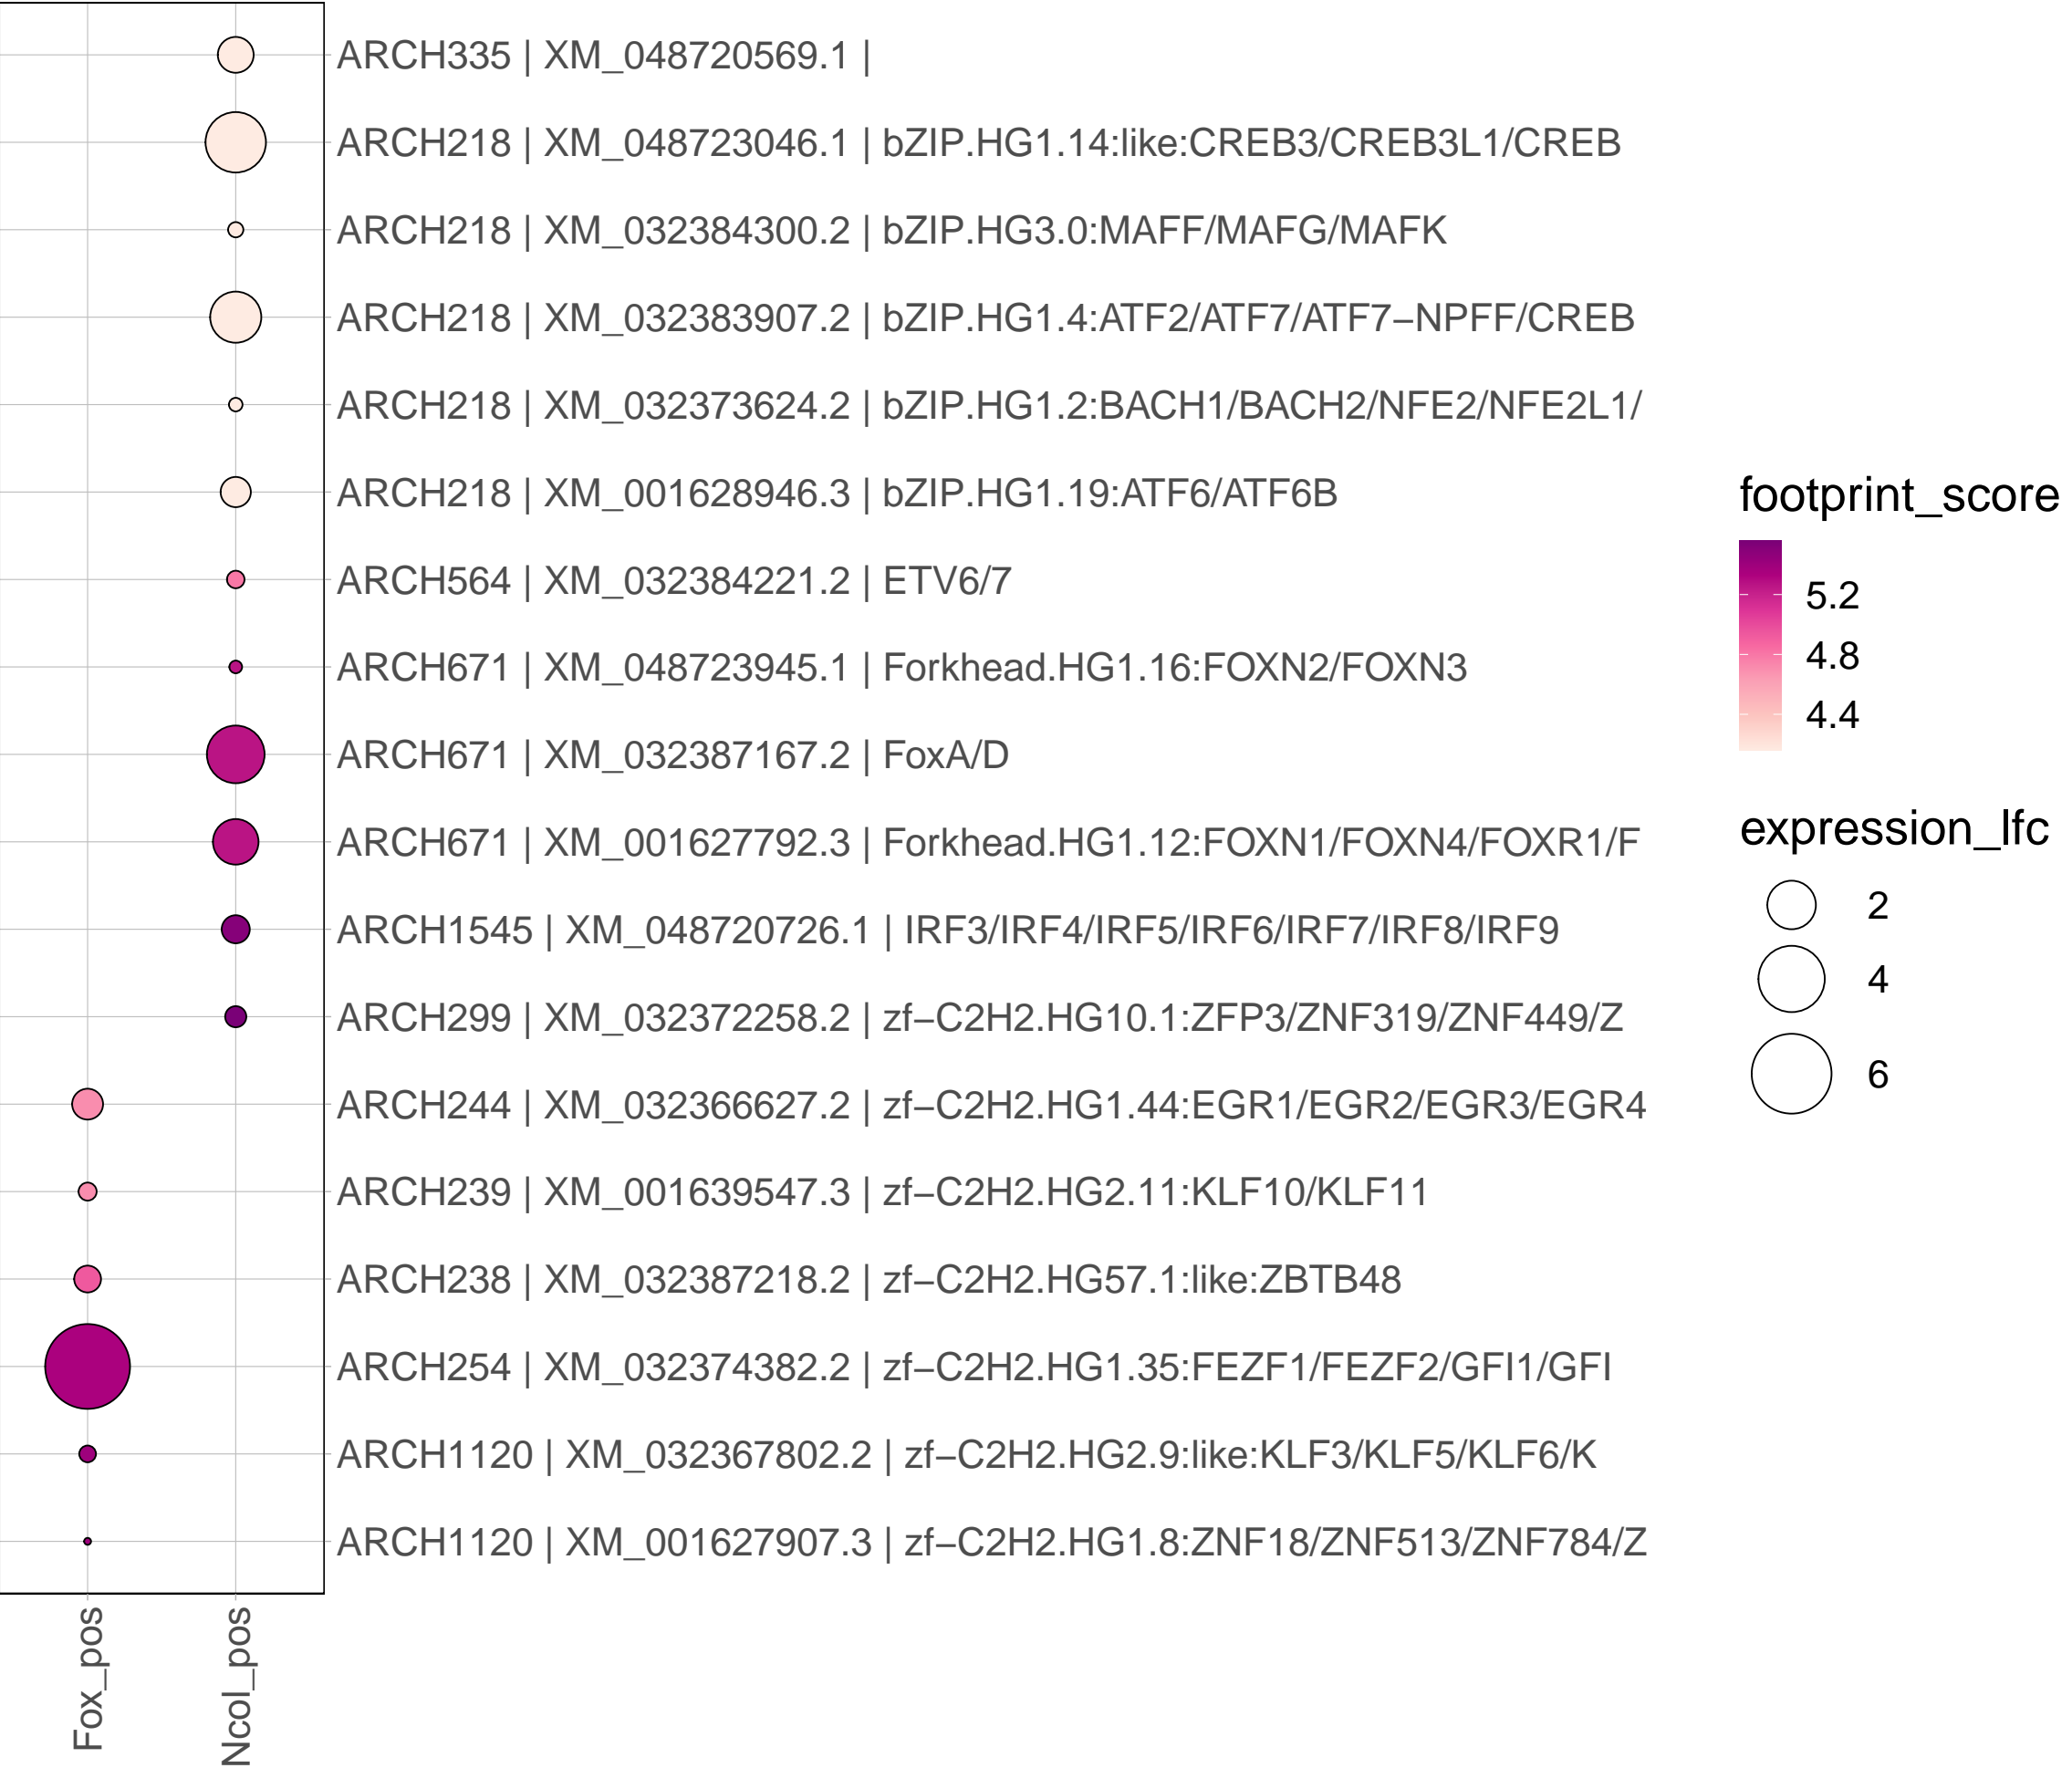 ARCH335 | XM_048720569.1 |
ARCH218 | XM_048723046.1 | bZIP.HG1.14:like:CREB3/CREB3L1/CREB
ARCH218 | XM_032384300.2 | bZIP.HG3.0:MAFF/MAFG/MAFK
ARCH218 | XM_032383907.2 | bZIP.HG1.4:ATF2/ATF7/ATF7−NPFF/CREB
ARCH218 | XM_032373624.2 | bZIP.HG1.2:BACH1/BACH2/NFE2/NFE2L1/
ARCH218 | XM_001628946.3 | bZIP.HG1.19:ATF6/ATF6B
ARCH564 | XM_032384221.2 | ETV6/7
ARCH671 | XM_048723945.1 | Forkhead.HG1.16:FOXN2/FOXN3
ARCH671 | XM_032387167.2 | FoxA/D
ARCH671 | XM_001627792.3 | Forkhead.HG1.12:FOXN1/FOXN4/FOXR1/F
ARCH1545 | XM_048720726.1 | IRF3/IRF4/IRF5/IRF6/IRF7/IRF8/IRF9
ARCH299 | XM_032372258.2 | zf−C2H2.HG10.1:ZFP3/ZNF319/ZNF449/Z
ARCH244 | XM_032366627.2 | zf−C2H2.HG1.44:EGR1/EGR2/EGR3/EGR4
ARCH239 | XM_001639547.3 | zf−C2H2.HG2.11:KLF10/KLF11
ARCH238 | XM_032387218.2 | zf−C2H2.HG57.1:like:ZBTB48
ARCH254 | XM_032374382.2 | zf−C2H2.HG1.35:FEZF1/FEZF2/GFI1/GFI
ARCH1120 | XM_032367802.2 | zf−C2H2.HG2.9:like:KLF3/KLF5/KLF6/K
ARCH1120 | XM_001627907.3 | zf−C2H2.HG1.8:ZNF18/ZNF513/ZNF784/Z
Fox_pos
Ncol_pos
footprint_score
5.2
4.8
4.4
expression_lfc
2
4
6